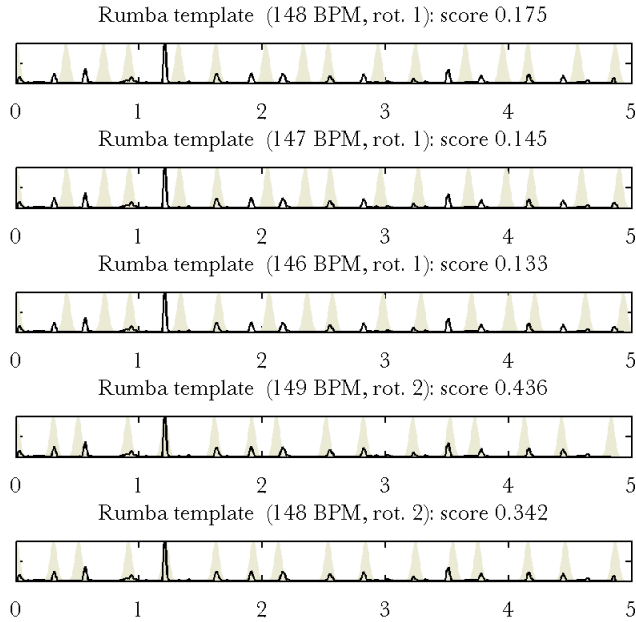 Rumba template (148 BPM, rot. 1): score 0.175
0 1 2 3 4 5
Rumba template (147 BPM, rot. 1): score 0.145
0 1 2 3 4 5
Rumba template (146 BPM, rot. 1): score 0.133
0 1 2 3 4 5
Rumba template (149 BPM, rot. 2): score 0.436
0 1 2 3 4 5
Rumba template (148 BPM, rot. 2): score 0.342
0 1 2 3 4 5